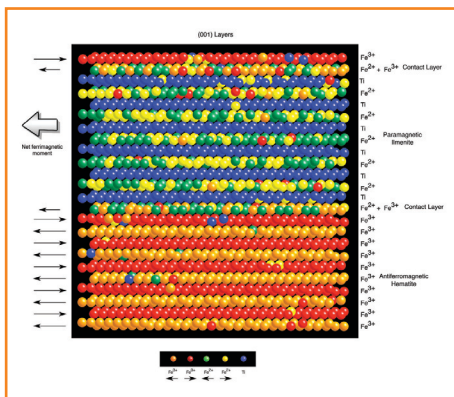 (001) Layers
Fe³⁺
Fe²⁺ + Fe³⁺ Contact Layer
Ti
Fe²⁺
Ti
Fe²⁺
Net ferrimagnetic
moment
Ti
Fe²⁺
Paramagnetic
Ilmenite
Ti
Fe²⁺
Ti
Fe²⁺
Ti
Fe²⁺ + Fe³⁺ Contact Layer
Fe³⁺
Fe³⁺
Fe³⁺
Fe³⁺
Fe³⁺
Fe³⁺
Antiferromagnetic
Hematite
Fe³⁺
Fe³⁺
Fe³⁺
Fe³⁺
Fe³⁺ Fe³⁺ Fe²⁺ Fe²⁺ Ti